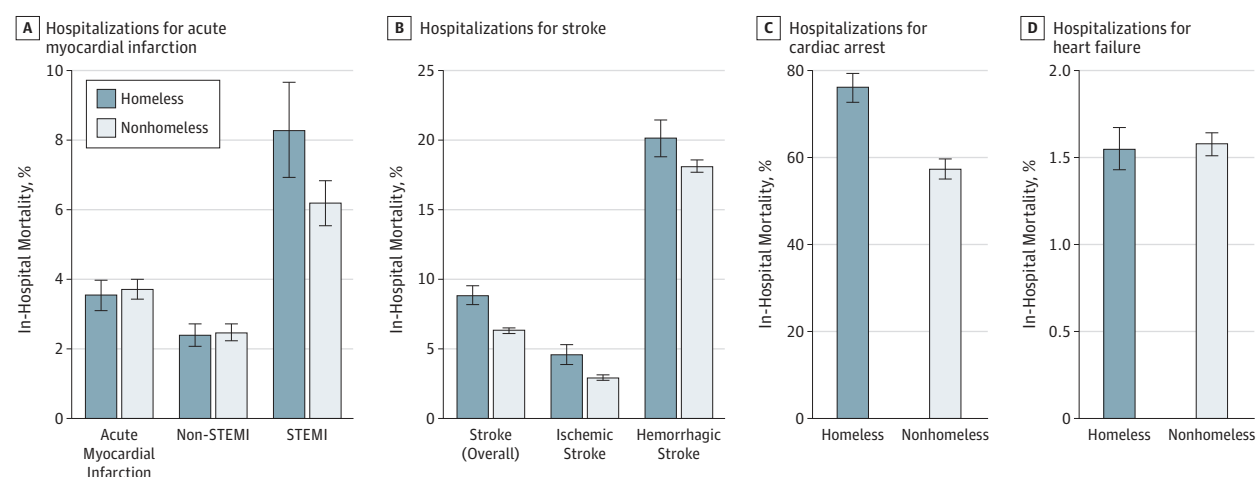 A Hospitalizations for acute
myocardial infarction
In-Hospital Mortality, %
10
8
6
4
2
0
Homeless
Nonhomeless
Acute
Myocardial
Infarction
Non-STEMI
STEMI
B Hospitalizations for stroke
In-Hospital Mortality, %
25
20
15
10
5
0
Stroke
(Overall)
Ischemic
Stroke
Hemorrhagic
Stroke
C Hospitalizations for
cardiac arrest
In-Hospital Mortality, %
80
60
40
20
0
Homeless
Nonhomeless
D Hospitalizations for
heart failure
In-Hospital Mortality, %
2.0
1.5
1.0
0.5
0
Homeless
Nonhomeless